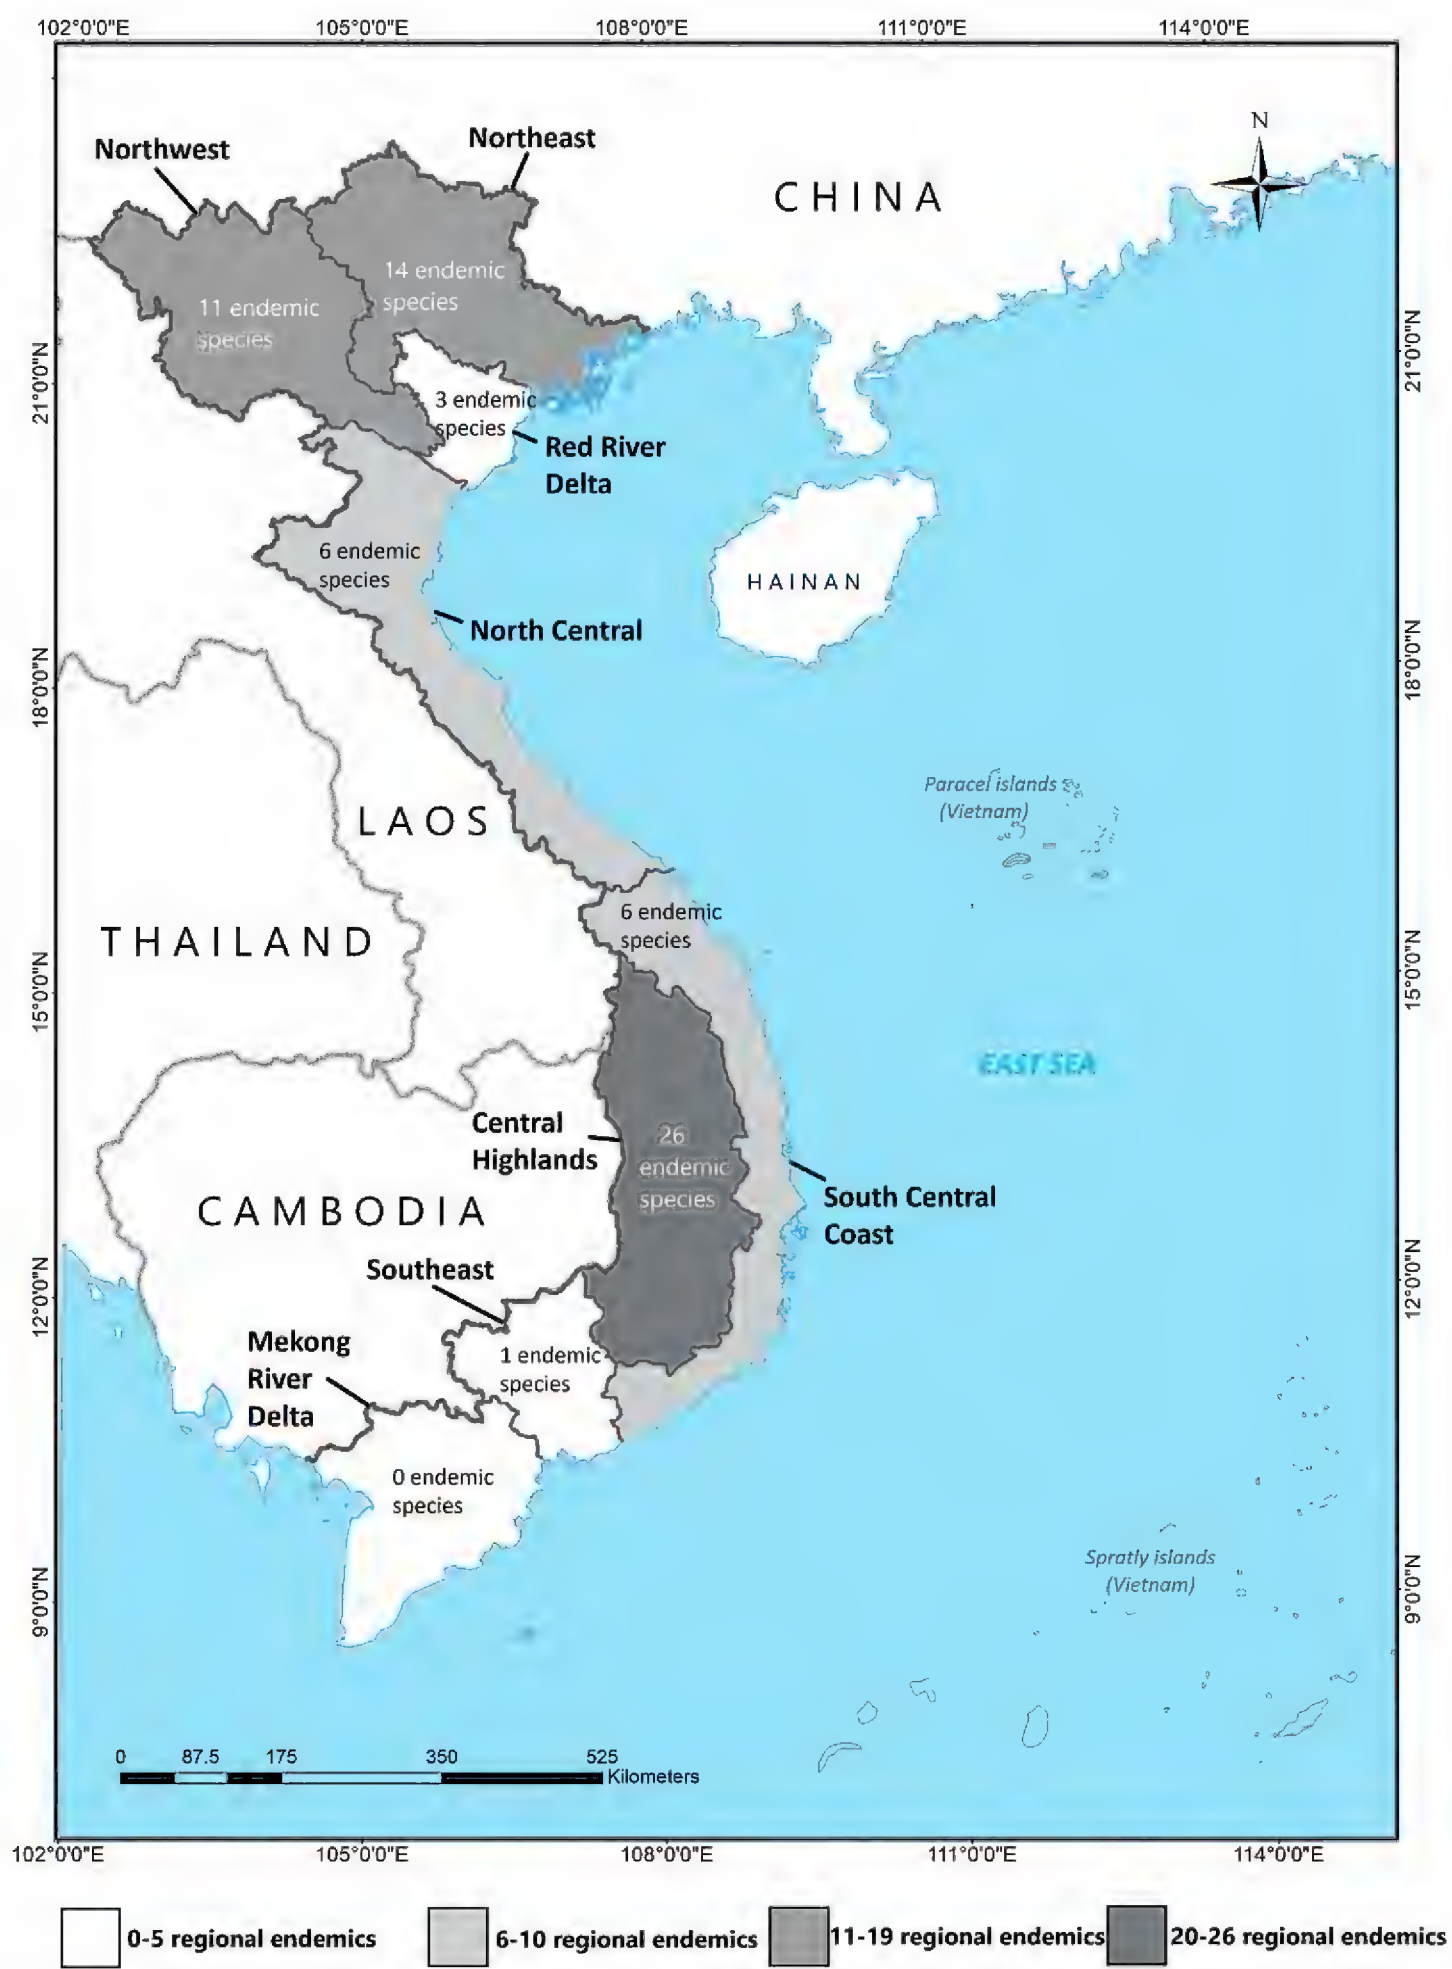 102°0'0"E 105°0'0"E 108°0'0"E 111°0'0"E 114°0'0"E
N
Northwest
Northeast
CHINA
14 endemic
species
11 endemic
species
21°0'0"N
21°0'0"N
3 endemic
species
Red River
Delta
6 endemic
species
HAINAN
North Central
18°0'0"N
18°0'0"N
Paracel islands
(Vietnam)
LAOS
THAILAND
6 endemic
species
15°0'0"N
15°0'0"N
EAST SEA
Central
Highlands
26
endemic
species
South Central
Coast
CAMBODIA
Southeast
12°0'0"N
12°0'0"N
Mekong
River
Delta
1 endemic
species
0 endemic
species
Spratly islands
(Vietnam)
9°0'0"N
9°0'0"N
0 87.5 175 350 525
Kilometers
102°0'0"E 105°0'0"E 108°0'0"E 111°0'0"E 114°0'0"E
0-5 regional endemics 6-10 regional endemics 11-19 regional endemics 20-26 regional endemics